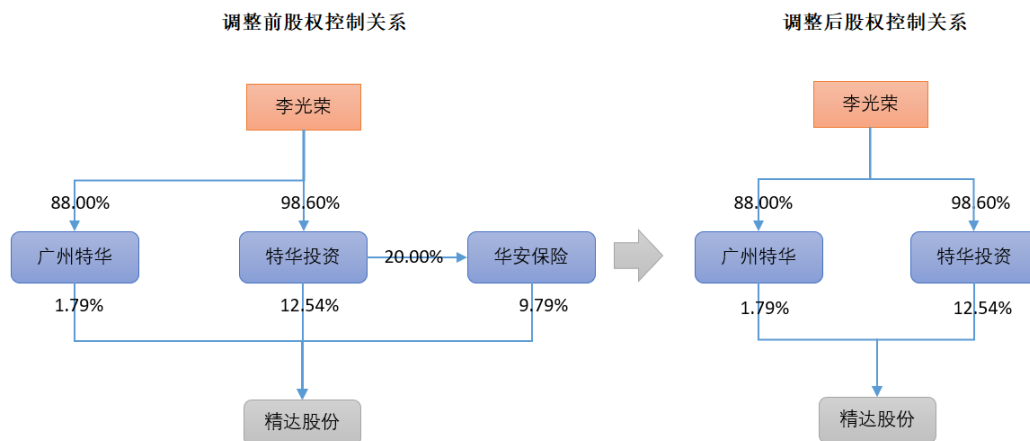 调整前股权控制关系
调整后股权控制关系
李光荣
李光荣
88.00%
98.60%
88.00%
98.60%
广州特华
特华投资
20.00%
华安保险
广州特华
特华投资
1.79%
12.54%
9.79%
1.79%
12.54%
精达股份
精达股份